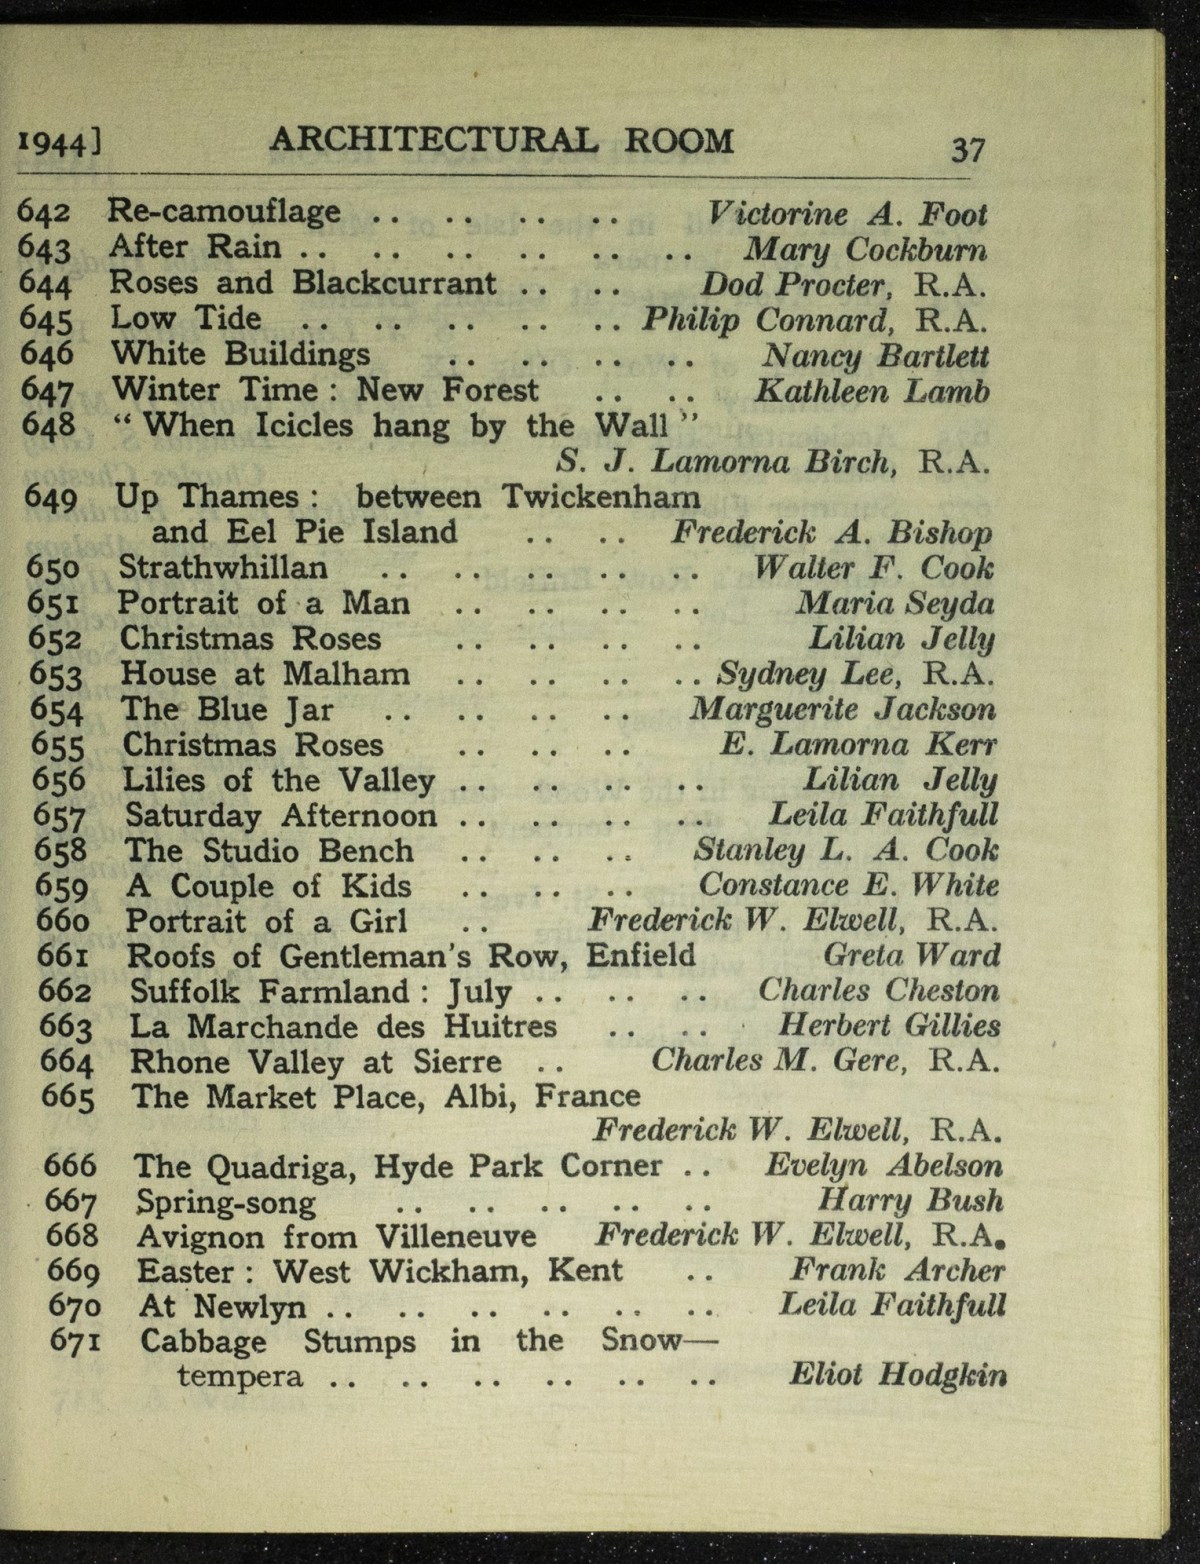 1944] ARCHITECTURAL ROOM 37
642 Re-camouflage .. .. .. .. Victorine A. Foot
643 After Rain .. .. .. .. .. .. Mary Cockburn
644 Roses and Blackcurrant .. .. Dod Procter, R.A.
645 Low Tide .. .. .. .. .. Philip Connard, R.A.
646 White Buildings .. .. .. .. Nancy Bartlett
647 Winter Time : New Forest .. .. Kathleen Lamb
648 “ When Icicles hang by the Wall ”
S. J. Lamorna Birch, R.A.
649 Up Thames : between Twickenham
and Eel Pie Island .. .. Frederick A. Bishop
650 Strathwhillan .. .. .. .. .. Walter F. Cook
651 Portrait of a Man .. .. .. .. Maria Seyda
652 Christmas Roses .. .. .. .. Lilian Jelly
653 House at Malham .. .. .. .. Sydney Lee, R.A.
654 The Blue Jar .. .. .. .. Marguerite Jackson
655 Christmas Roses .. .. .. E. Lamorna Kerr
656 Lilies of the Valley .. .. .. .. Lilian Jelly
657 Saturday Afternoon .. .. .. .. Leila Faithfull
658 The Studio Bench .. .. .. Stanley L. A. Cook
659 A Couple of Kids .. .. .. Constance E. White
660 Portrait of a Girl .. Frederick W. Elwell, R.A.
661 Roofs of Gentleman's Row, Enfield Greta Ward
662 Suffolk Farmland : July .. .. .. Charles Cheston
663 La Marchande des Huitres .. .. Herbert Gillies
664 Rhone Valley at Sierre .. Charles M. Gere, R.A.
665 The Market Place, Albi, France
Frederick W. Elwell, R.A.
666 The Quadriga, Hyde Park Corner .. Evelyn Abelson
667 Spring-song .. .. .. .. .. Harry Bush
668 Avignon from Villeneuve Frederick W. Elwell, R.A.
669 Easter : West Wickham, Kent .. Frank Archer
670 At Newlyn .. .. .. .. .. .. Leila Faithfull
671 Cabbage Stumps in the Snow—
tempera .. .. .. .. .. .. Eliot Hodgkin